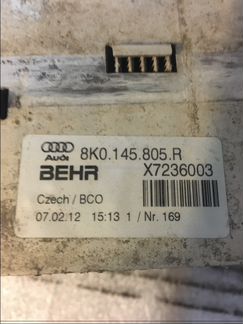 Audi 8K0.145.805.R
BEHR X7236003
Czech / BCO
07.02.12 15:13 1 / Nr. 169